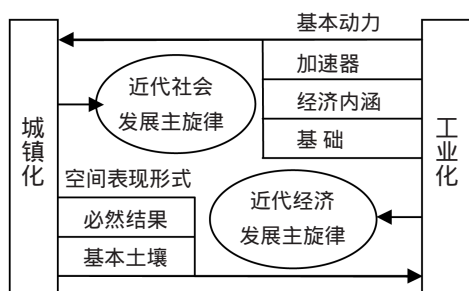 基本动力
加速器
经济内涵
基 础
近代社会
发展主旋律
城镇化
工业化
空间表现形式
必然结果
基本土壤
近代经济
发展主旋律